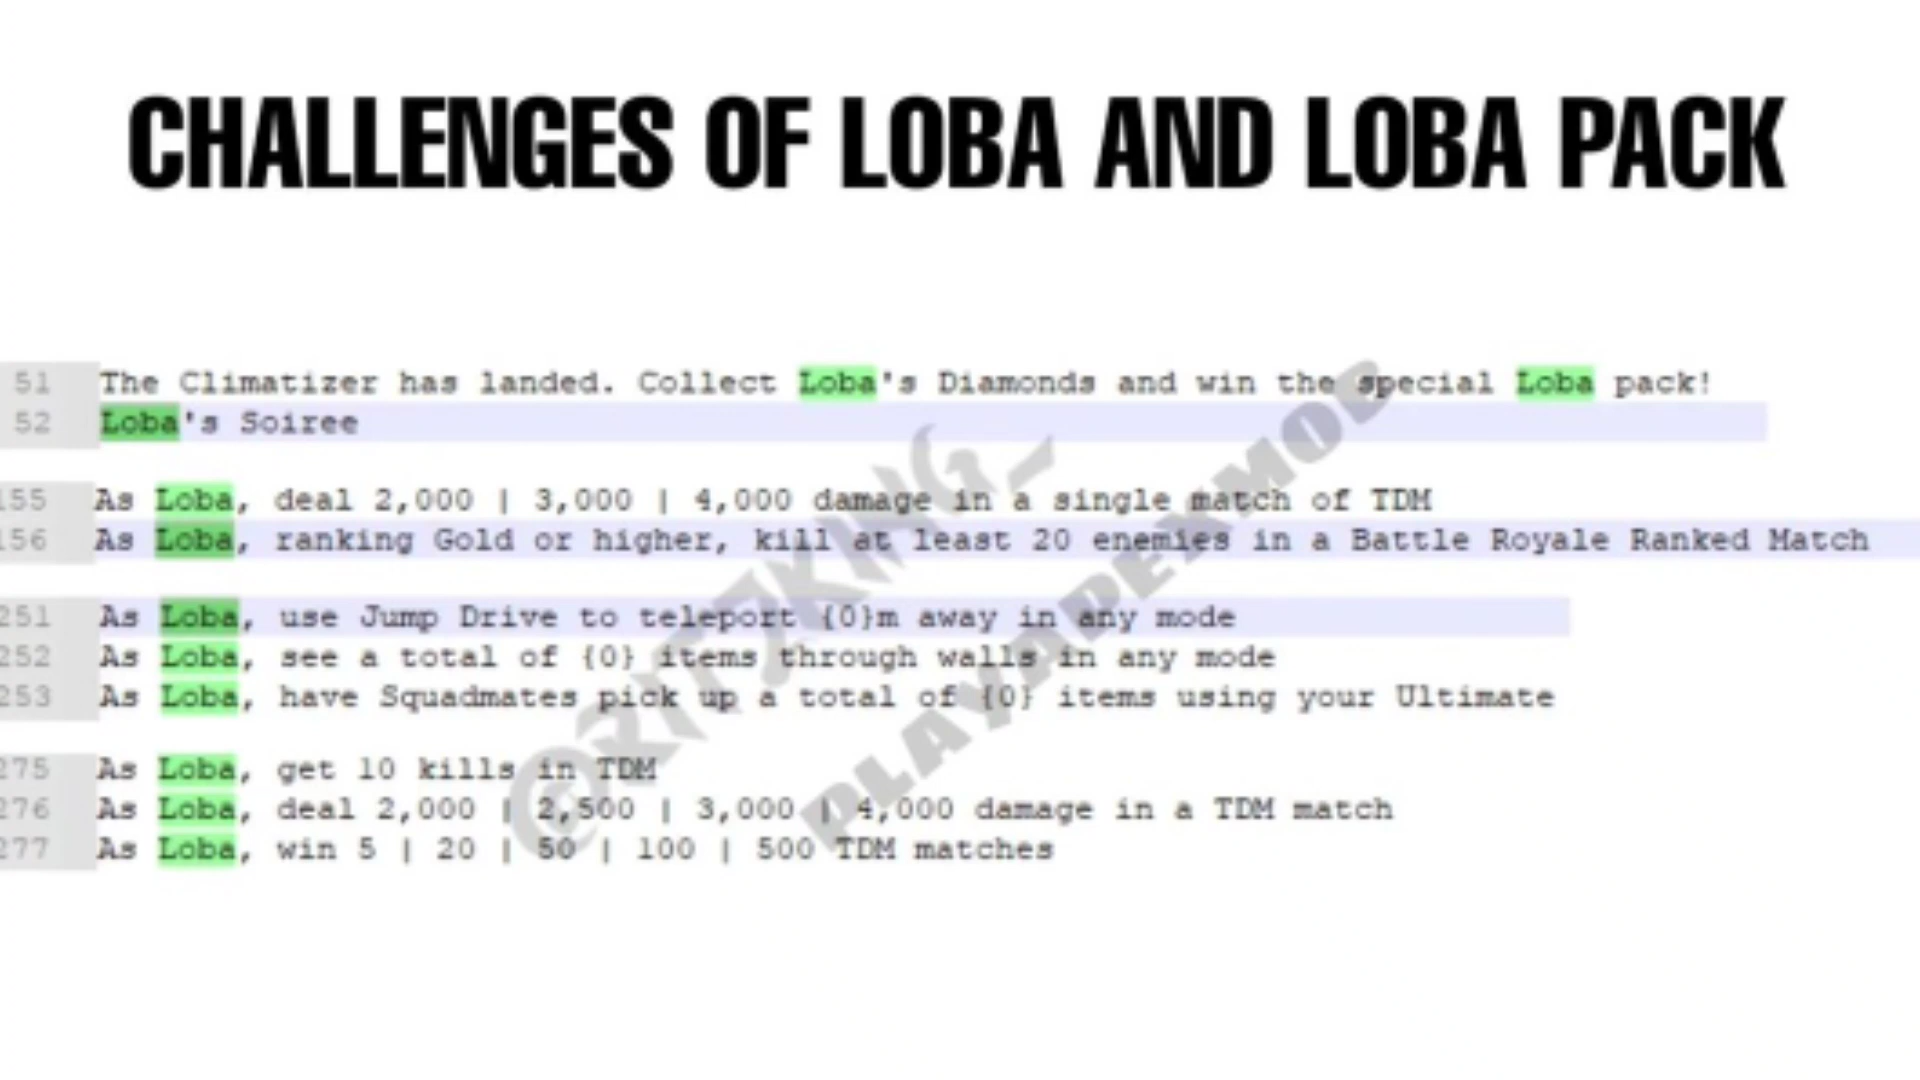 CHALLENGES OF LOBA AND LOBA PACK
51 The Climatizer has landed. Collect Loba's Diamonds and win the special Loba pack!
52 Loba's Soiree
155 As Loba, deal 2,000 | 3,000 | 4,000 damage in a single match of TDM
156 As Loba, ranking Gold or higher, kill at least 20 enemies in a Battle Royale Ranked Match
251 As Loba, use Jump Drive to teleport {0}m away in any mode
252 As Loba, see a total of {0} items through walls in any mode
253 As Loba, have Squadmates pick up a total of {0} items using your Ultimate
275 As Loba, get 10 kills in TDM
276 As Loba, deal 2,000 | 2,500 | 3,000 | 4,000 damage in a TDM match
277 As Loba, win 5 | 20 | 50 | 100 | 500 TDM matches
PLAYAPEXMOB